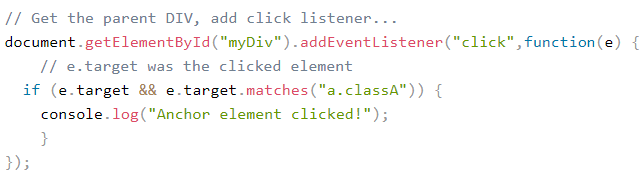 // Get the parent DIV, add click listener...
document.getElementById("myDiv").addEventListener("click",function(e) {
    // e.target was the clicked element
  if (e.target && e.target.matches("a.classA")) {
    console.log("Anchor element clicked!");
    }
});